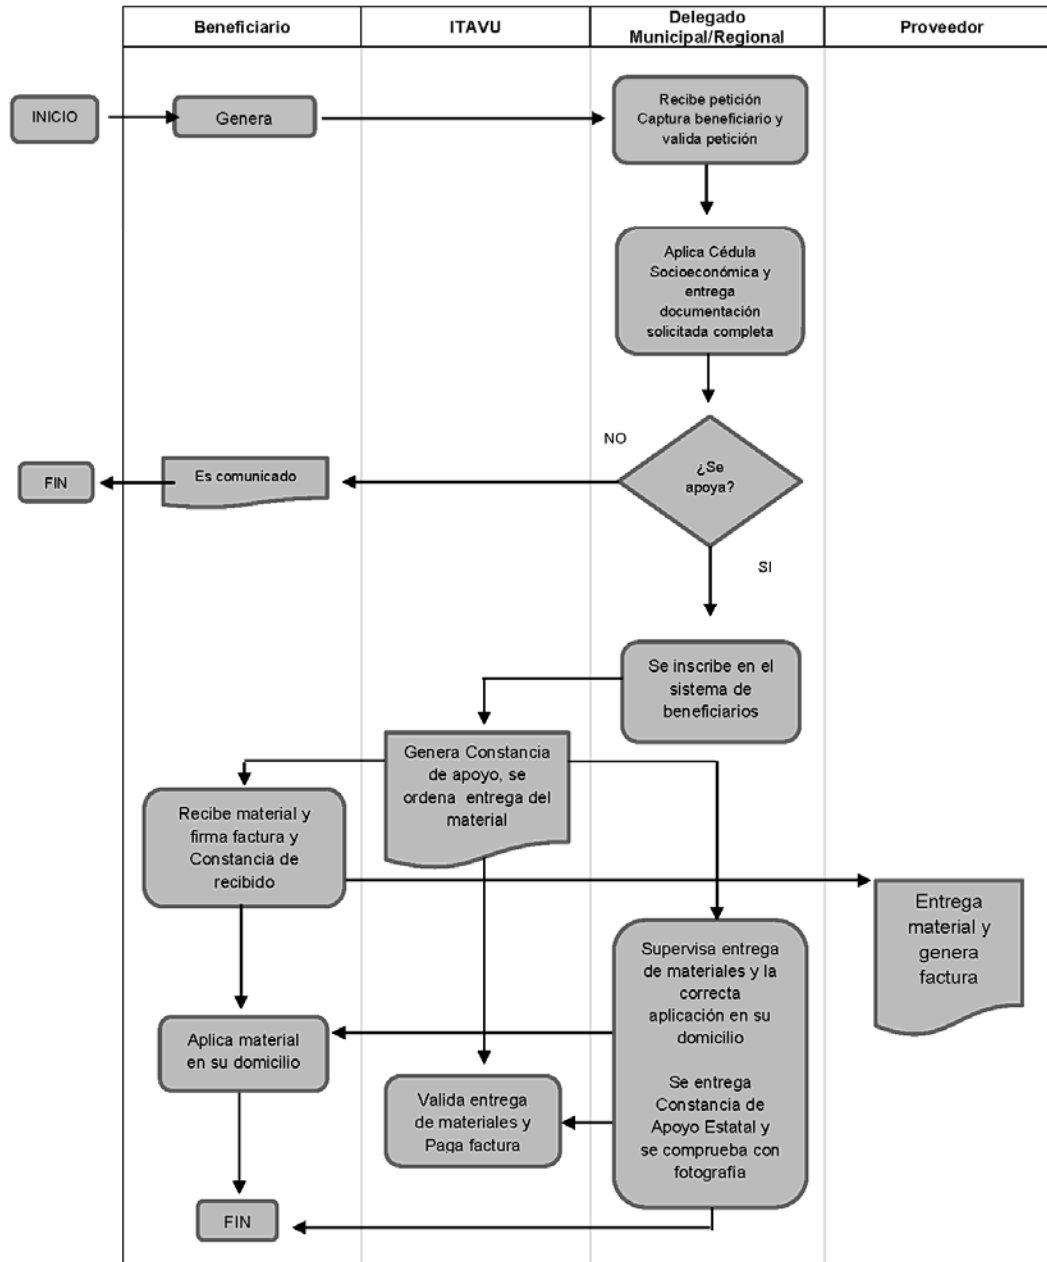 Beneficiario
ITAVU
Delegado
Municipal/Regional
Proveedor
INICIO
Genera
Recibe petición
Captura beneficiario y
valida petición
Aplica Cédula
Socioeconómica y
entrega
documentación
solicitada completa
NO
¿Se
apoya?
Es comunicado
FIN
SI
Se inscribe en el
sistema de
beneficiarios
Genera Constancia
de apoyo, se
ordena entrega del
material
Recibe material y
firma factura y
Constancia de
recibido
Entrega
material y
genera
factura
Supervisa entrega
de materiales y la
correcta
aplicación en su
domicilio
Se entrega
Constancia de
Apoyo Estatal y
se comprueba con
fotografía
Aplica material
en su domicilio
Valida entrega
de materiales y
Paga factura
FIN